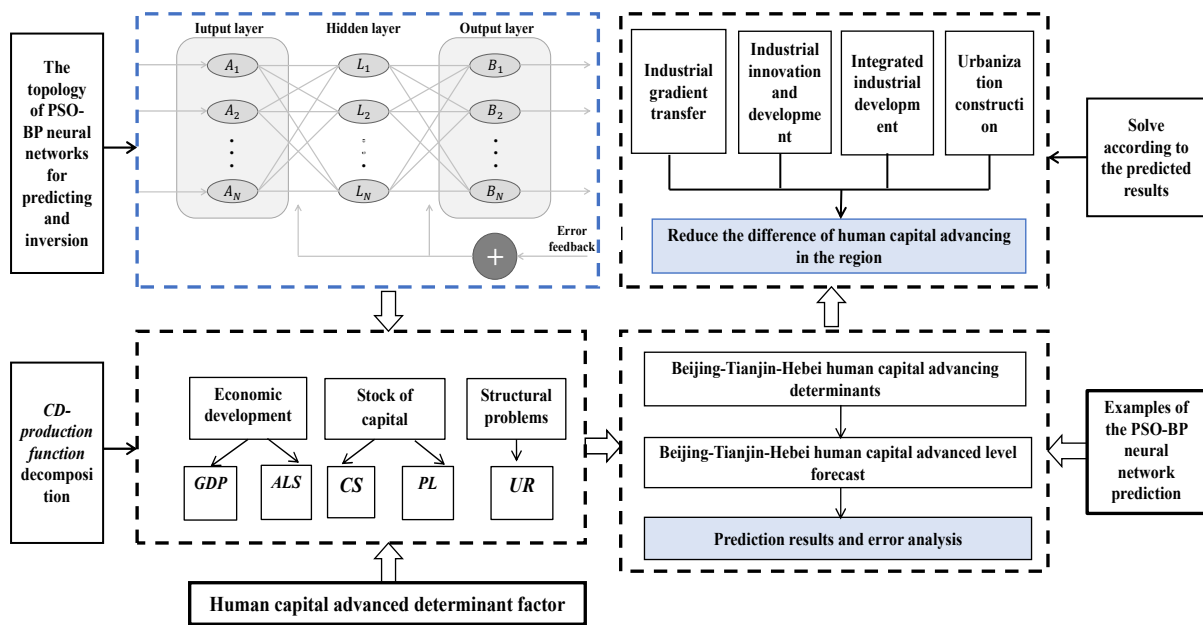 The
topology
of PSO-
BP neural
networks
for
predicting
and
inversion
Iutput layer
Hidden layer
Output layer
A1
L1
B1
A2
L2
B2
AN
LN
BN
Error
feedback
+
Industrial
gradient
transfer
Industrial
innovation
and
developme
nt
Integrated
industrial
developm
ent
Urbaniza
tion
constructi
on
Reduce the difference of human capital advancing
in the region
Solve
according to
the predicted
results
CD-
production
function
decomposi
tion
Economic
development
Stock of
capital
Structural
problems
GDP
ALS
CS
PL
UR
Human capital advanced determinant factor
Beijing-Tianjin-Hebei human capital advancing
determinants
Beijing-Tianjin-Hebei human capital advanced level
forecast
Prediction results and error analysis
Examples of
the PSO-BP
neural
network
prediction